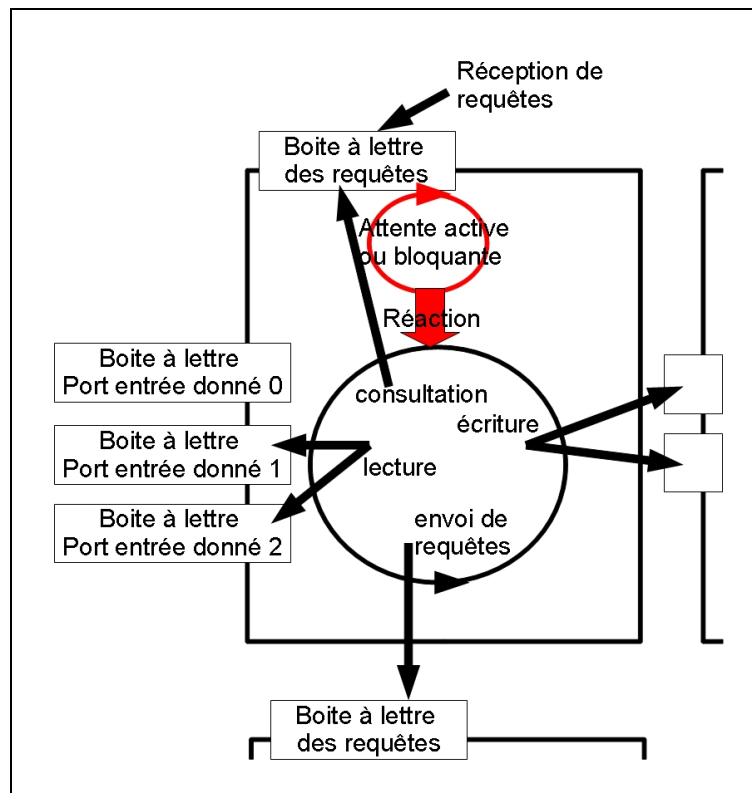 Réception de
requêtes
Boite à lettre
des requêtes
Attente active
ou bloquante
Réaction
Boite à lettre
Port entrée donné 0
consultation
écriture
Boite à lettre
Port entrée donné 1
lecture
Boite à lettre
Port entrée donné 2
envoi de
requêtes
Boite à lettre
des requêtes